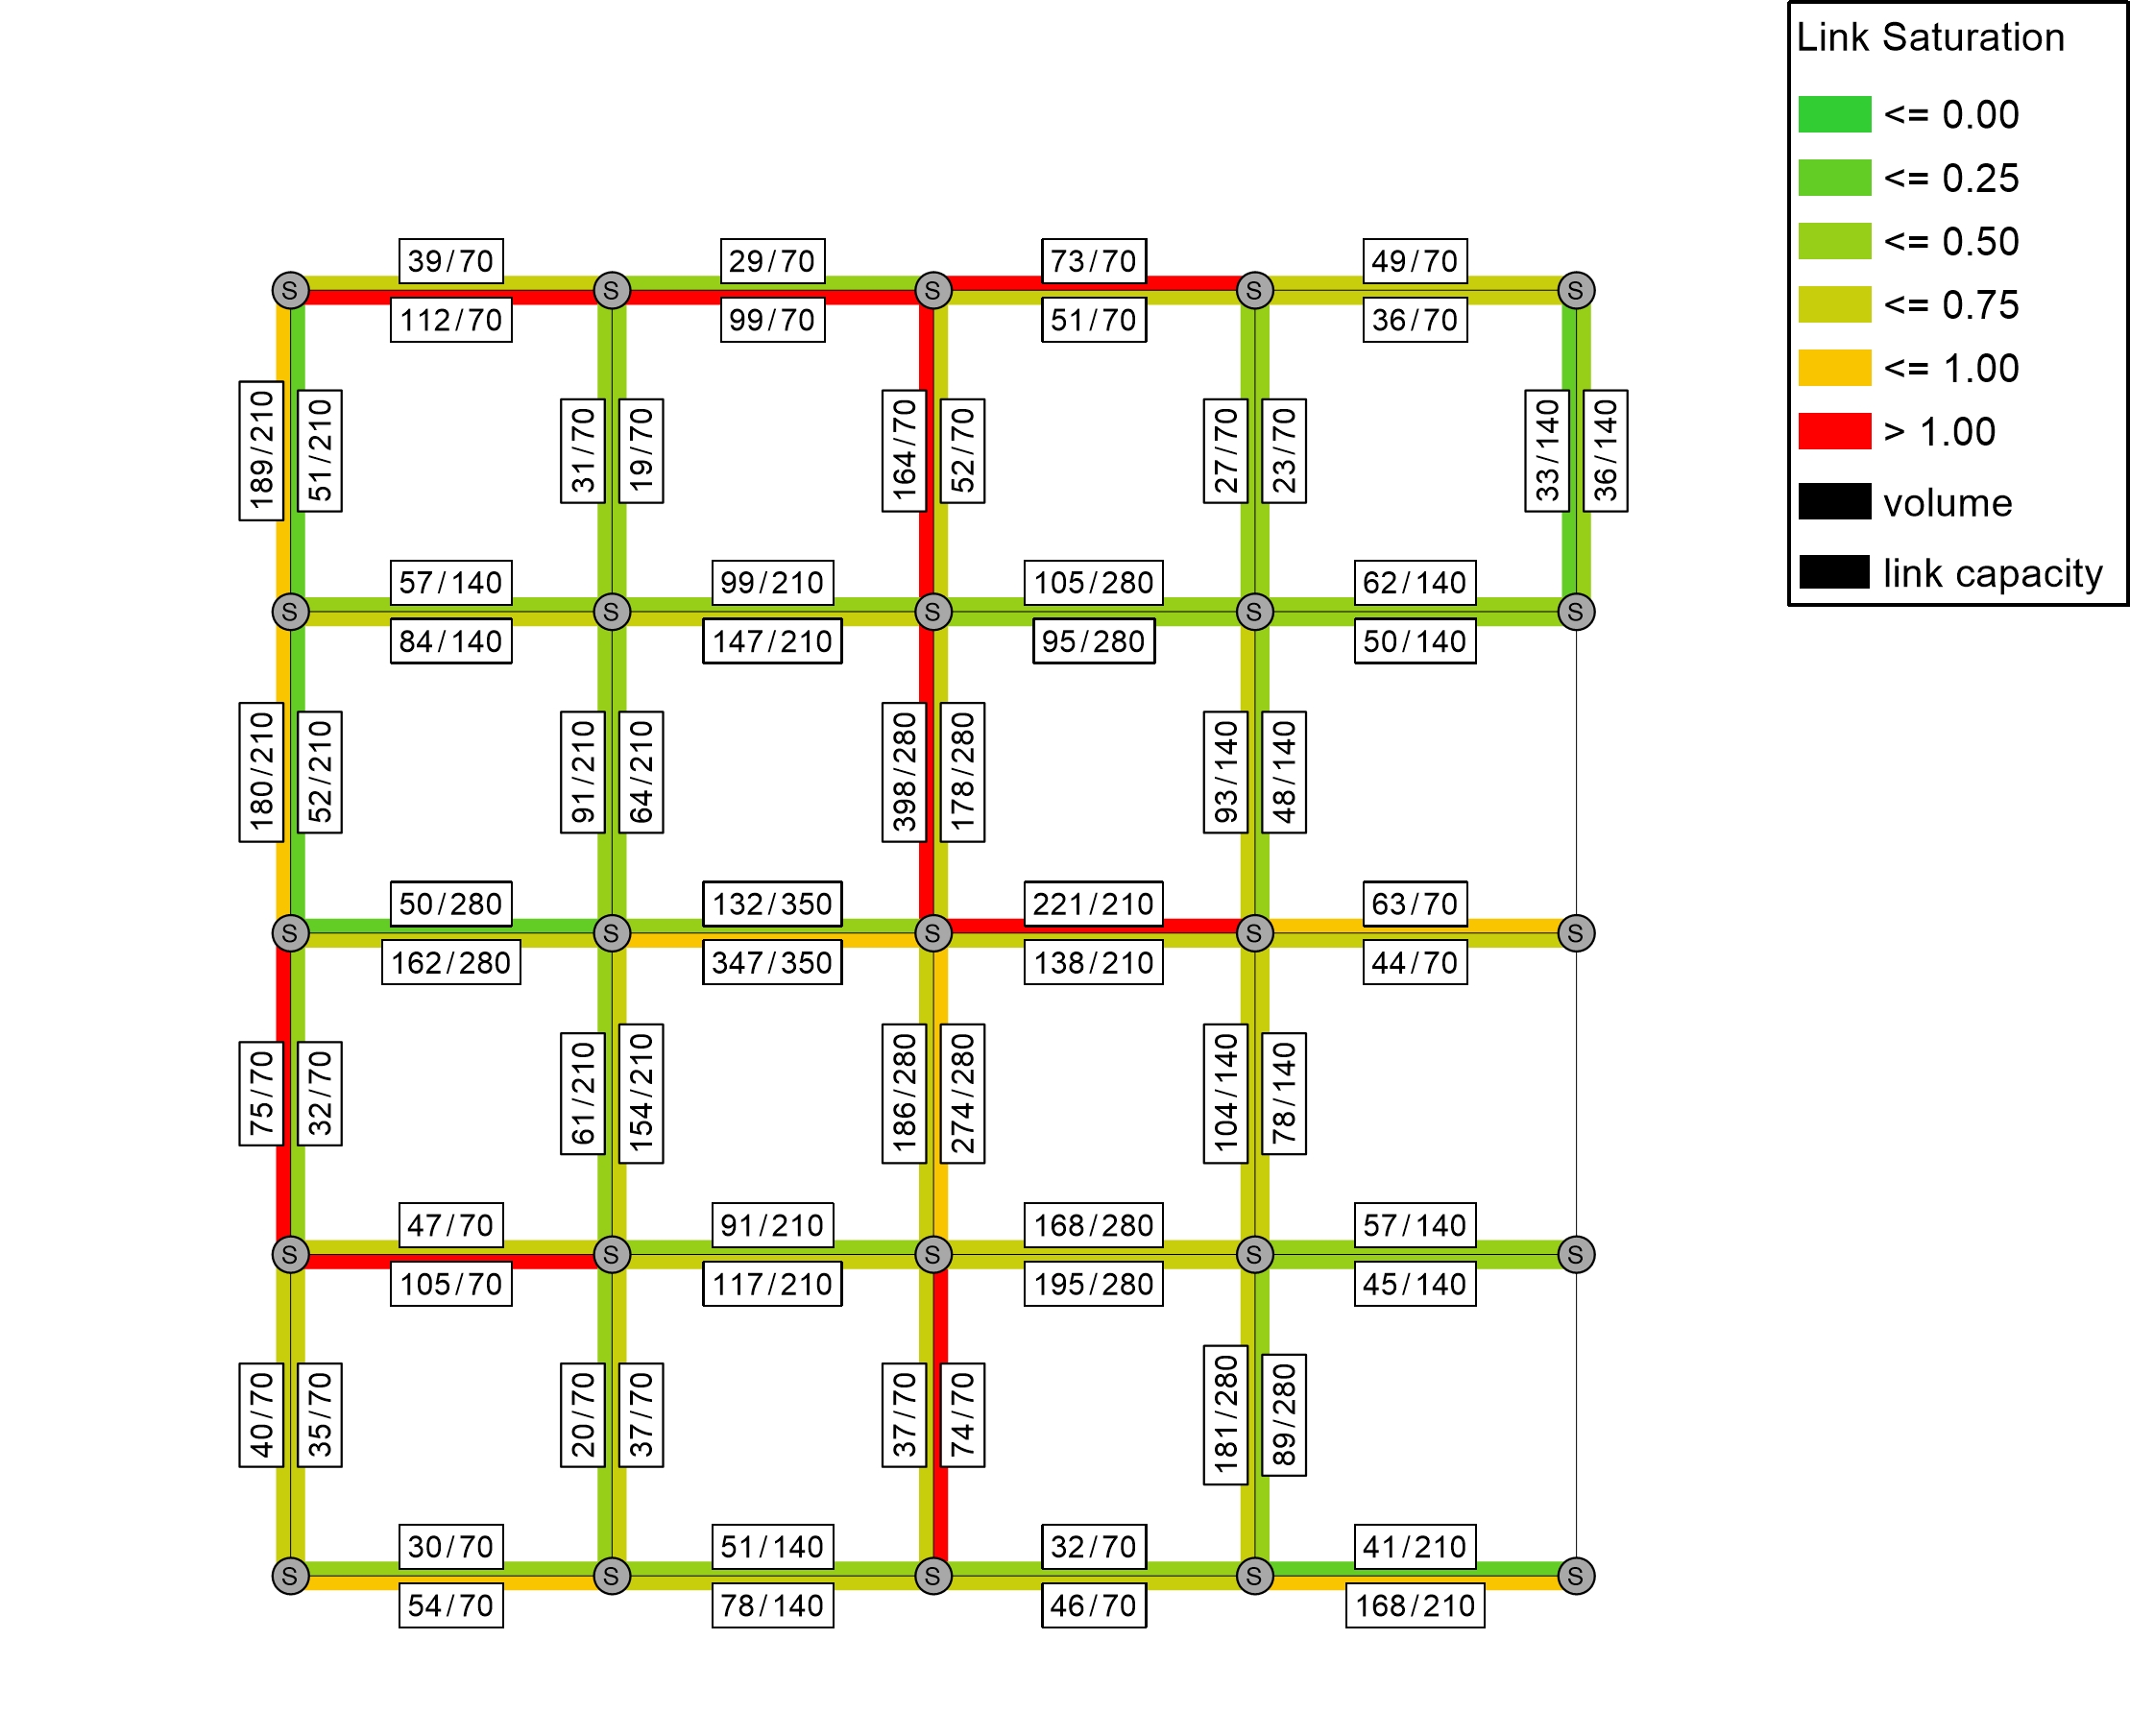 Link Saturation
<= 0.00
<= 0.25
<= 0.50
<= 0.75
<= 1.00
> 1.00
volume
link capacity
39/70
29/70
73/70
49/70
S
S
S
S
S
112/70
99/70
51/70
36/70
189/210
51/210
31/70
19/70
164/70
52/70
27/70
23/70
33/140
36/140
57/140
99/210
105/280
62/140
S
S
S
S
S
84/140
147/210
95/280
50/140
180/210
52/210
91/210
64/210
398/280
178/280
93/140
48/140
50/280
132/350
221/210
63/70
S
S
S
S
S
162/280
347/350
138/210
44/70
75/70
32/70
61/210
154/210
186/280
274/280
104/140
78/140
47/70
91/210
168/280
57/140
S
S
S
S
S
105/70
117/210
195/280
45/140
40/70
35/70
20/70
37/70
37/70
74/70
181/280
89/280
30/70
51/140
32/70
41/210
S
S
S
S
S
54/70
78/140
46/70
168/210